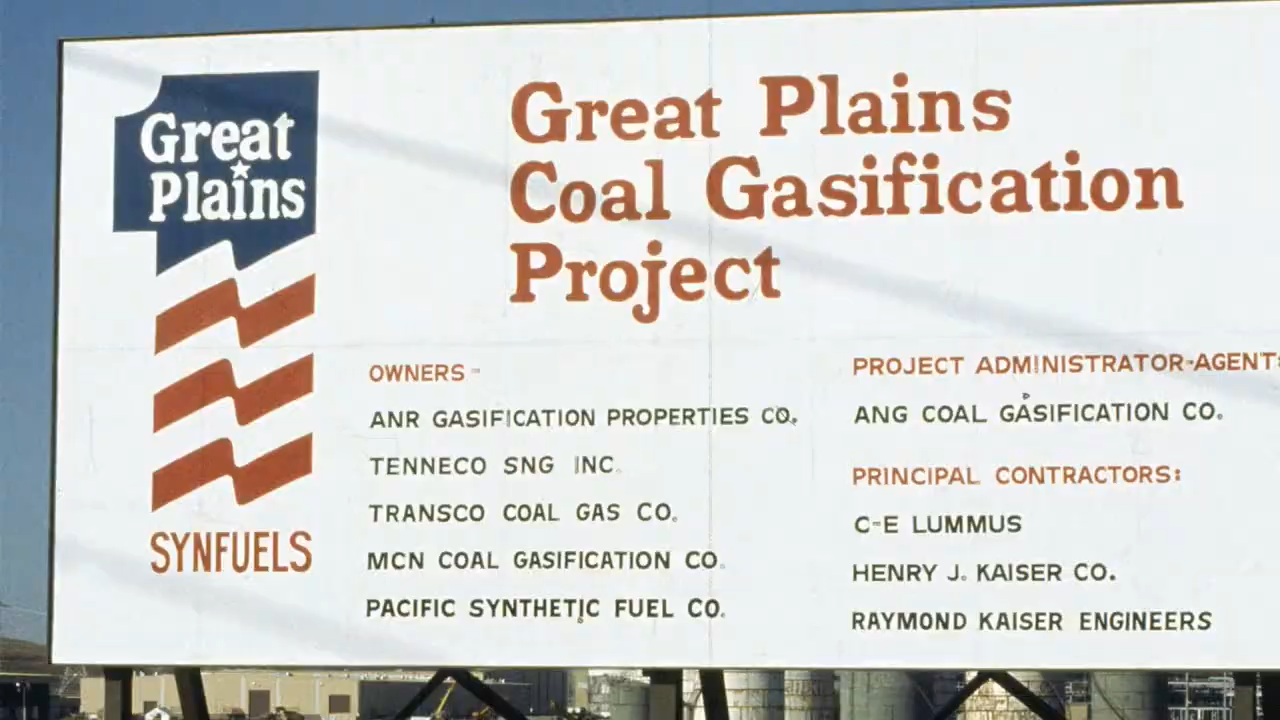 Great
Plains
SYNFUELS
Great Plains
Coal Gasification
Project
OWNERS-
ANR GASIFICATION PROPERTIES CO.
TENNECO SNG INC.
TRANSCO COAL GAS CO.
MCN COAL GASIFICATION CO.
PACIFIC SYNTHETIC FUEL CO.
PROJECT ADMINISTRATOR-AGENT:
ANG COAL GASIFICATION CO.
PRINCIPAL CONTRACTORS:
C-E LUMMUS
HENRY J. KAISER CO.
RAYMOND KAISER ENGINEERS